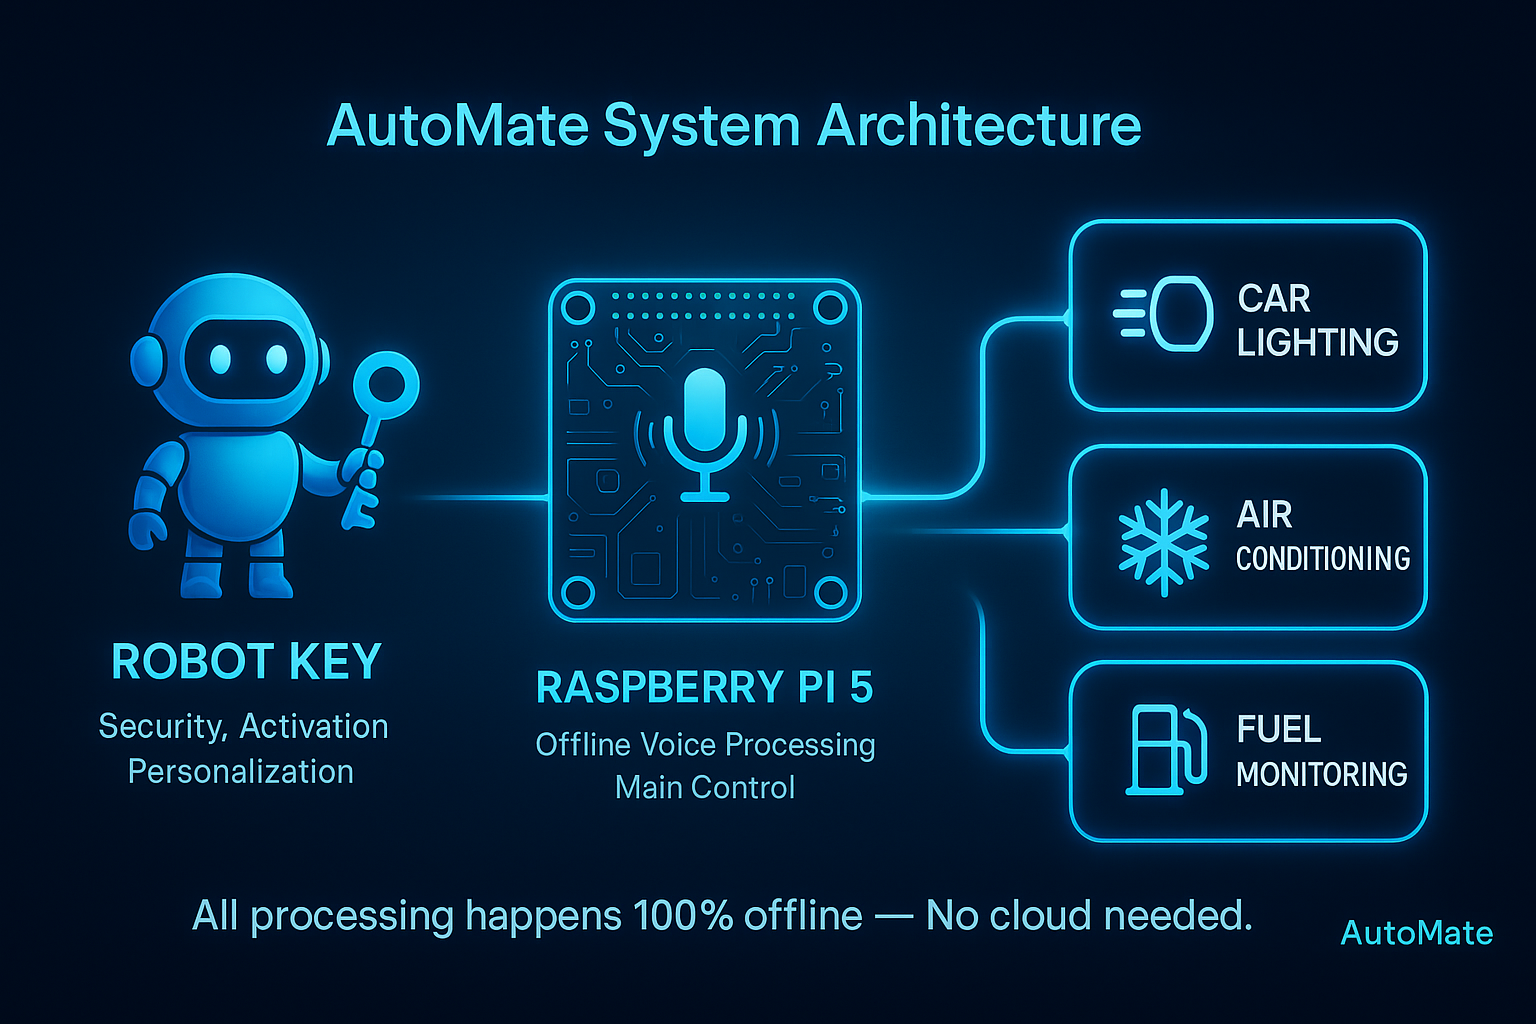 AutoMate System Architecture
ROBOT KEY
Security, Activation
Personalization
RASPBERRY PI 5
Offline Voice Processing
Main Control
CAR
LIGHTING
AIR
CONDITIONING
FUEL
MONITORING
All processing happens 100% offline — No cloud needed.
AutoMate